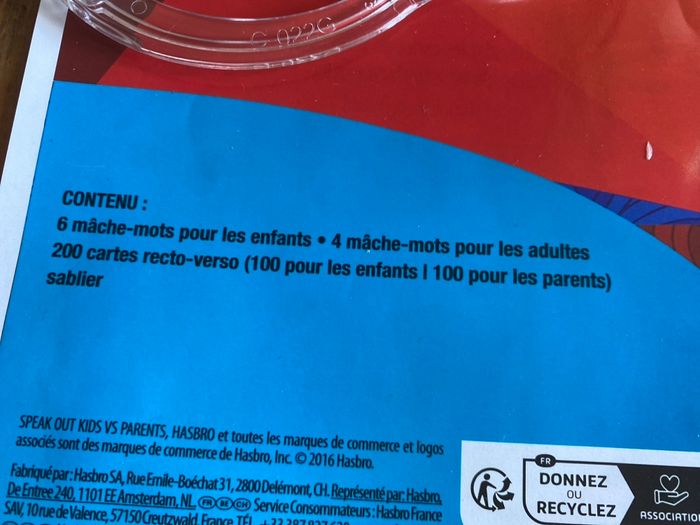 CONTENU :
6 mâche-mots pour les enfants • 4 mâche-mots pour les adultes
200 cartes recto-verso (100 pour les enfants I 100 pour les parents)
sablier
SPEAK OUT KIDS VS PARENTS, HASBRO et toutes les marques de commerce et logos
associés sont des marques de commerce de Hasbro, Inc. © 2016 Hasbro.
Fabriqué par : Hasbro SA, Rue Emile-Boéchat 31, 2800 Delémont, CH. Représenté par : Hasbro,
De Entree 240, 1101 EE Amsterdam, NL. FR BE CH Service Consommateurs : Hasbro France
SAV, 10 rue de Valence, 57150 Creutzwald, France TÉL.
FR
DONNEZ
OU
RECYCLEZ